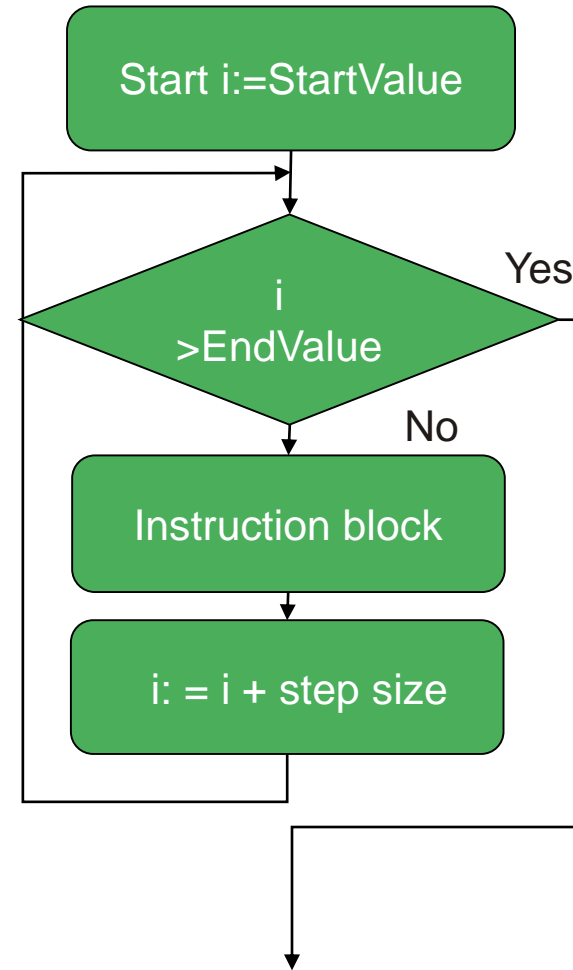 Start i:=StartValue
Yes
i
>EndValue
No
Instruction block
i: = i + step size